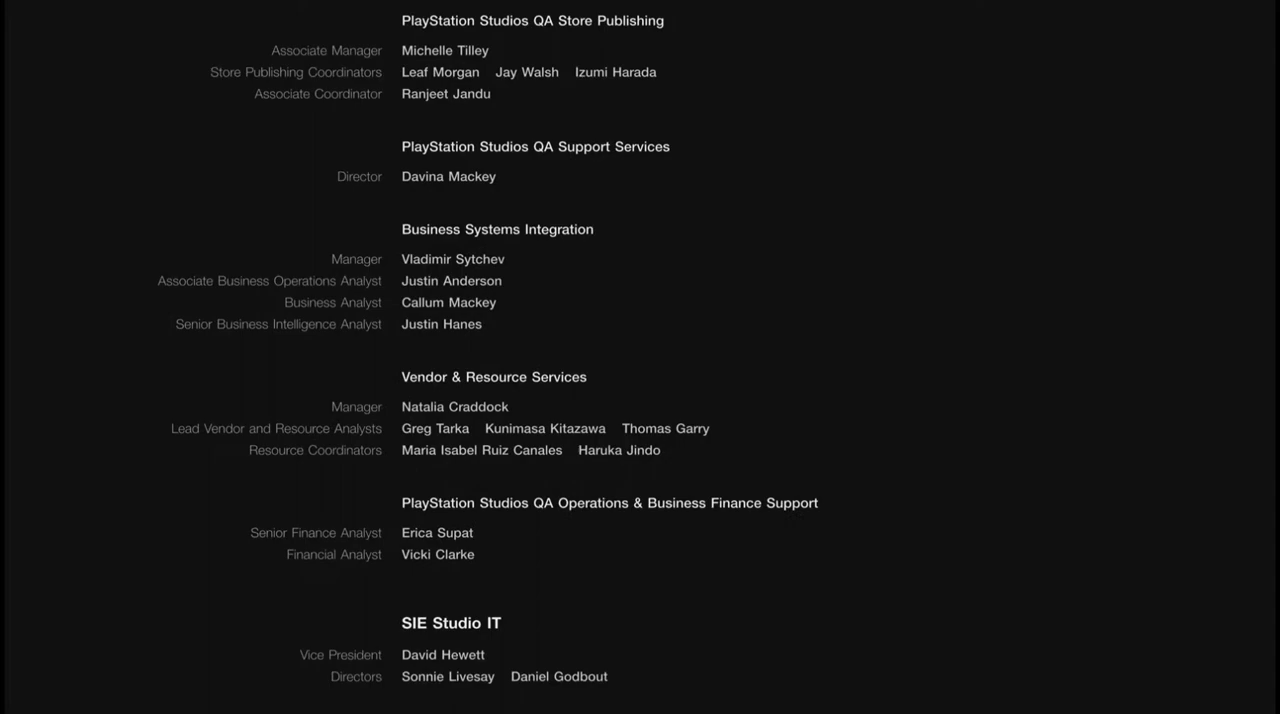 PlayStation Studios QA Store Publishing
Associate Manager Michelle Tilley
Store Publishing Coordinators Leaf Morgan Jay Walsh Izumi Harada
Associate Coordinator Ranjeet Jandu
PlayStation Studios QA Support Services
Director Davina Mackey
Business Systems Integration
Manager Vladimir Sytchev
Associate Business Operations Analyst Justin Anderson
Business Analyst Callum Mackey
Senior Business Intelligence Analyst Justin Hanes
Vendor & Resource Services
Manager Natalia Craddock
Lead Vendor and Resource Analysts Greg Tarka Kunimasa Kitazawa Thomas Garry
Resource Coordinators Maria Isabel Ruiz Canales Haruka Jindo
PlayStation Studios QA Operations & Business Finance Support
Senior Finance Analyst Erica Supat
Financial Analyst Vicki Clarke
SIE Studio IT
Vice President David Hewett
Directors Sonnie Livesay Daniel Godbout